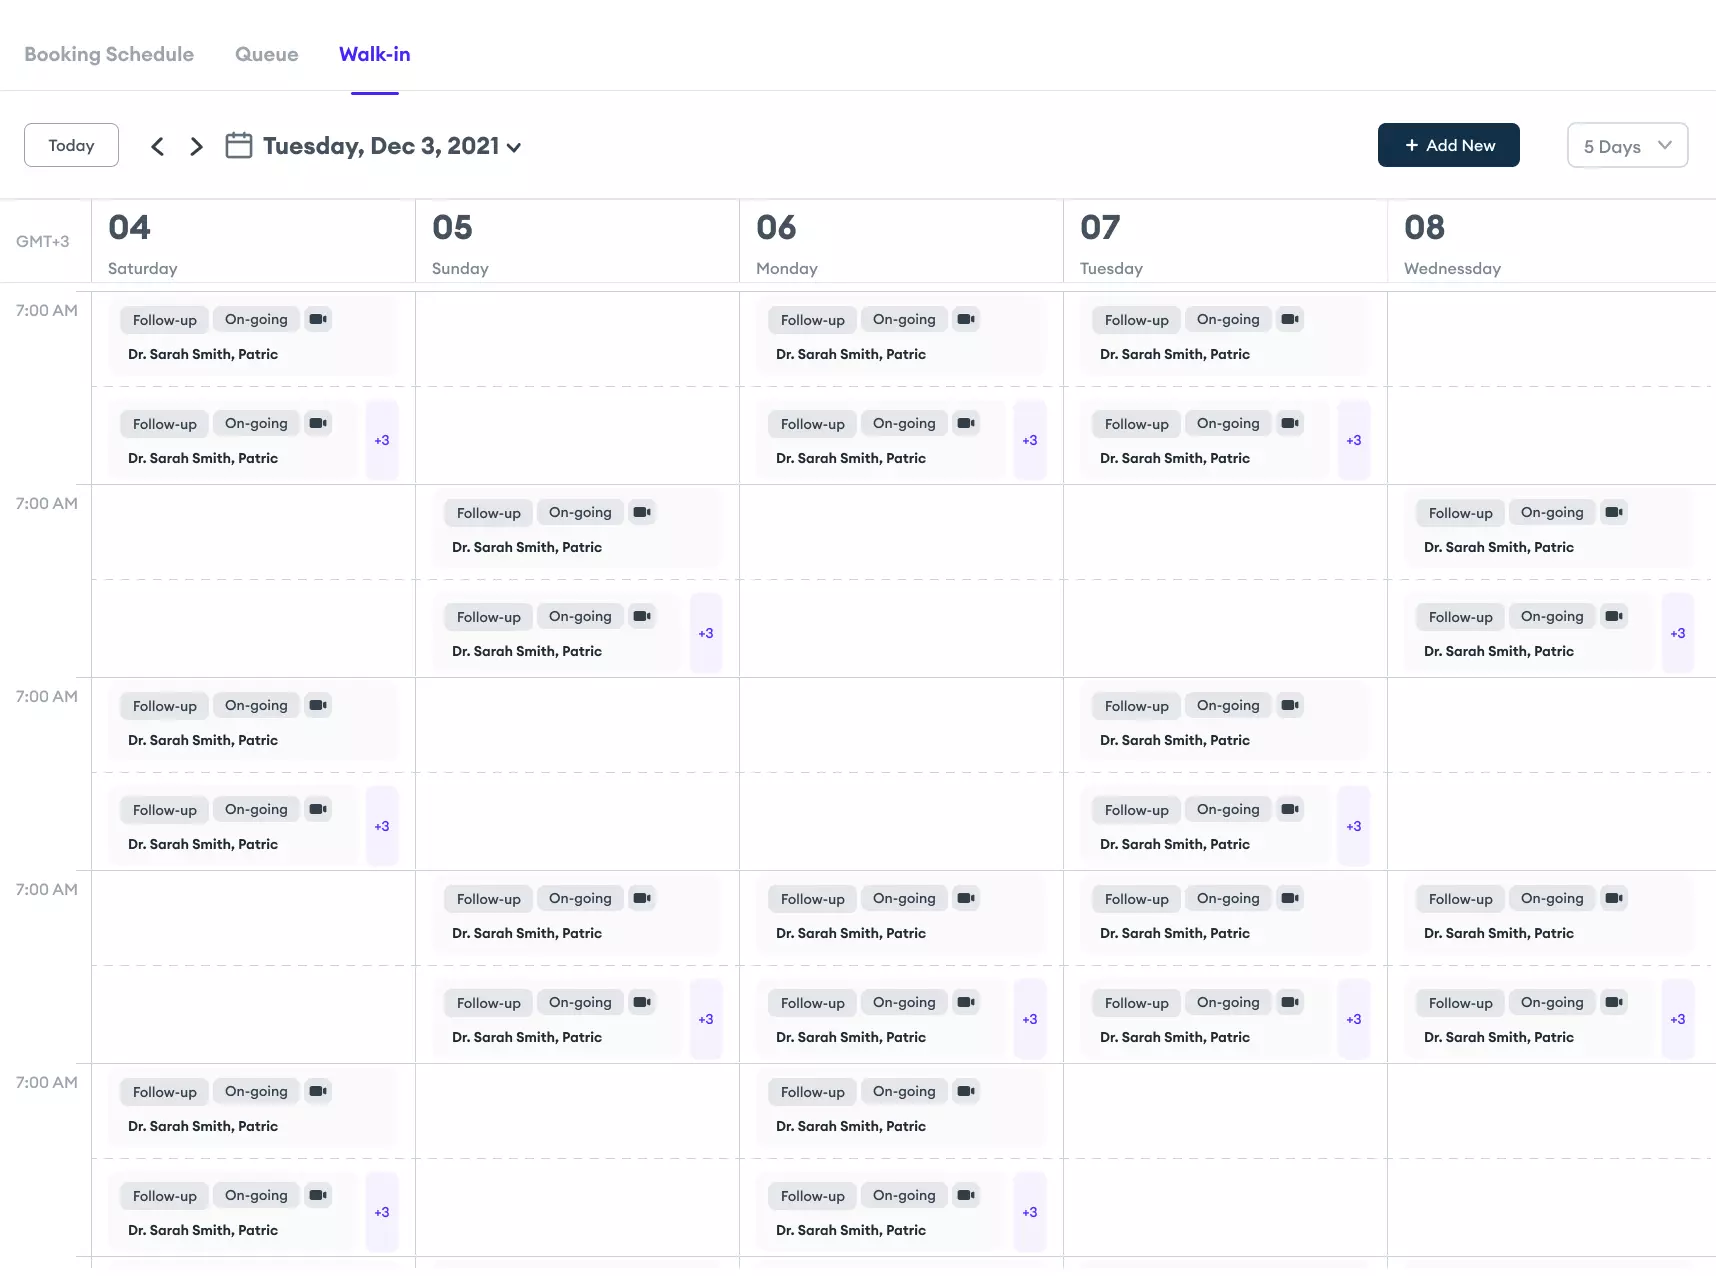 Booking Schedule Queue Walk-in
Today Tuesday, Dec 3, 2021 + Add New 5 Days
GMT+3 04 05 06 07 08
Saturday Sunday Monday Tuesday Wednessday
7:00 AM Follow-up On-going Follow-up On-going Follow-up On-going
Dr. Sarah Smith, Patric Dr. Sarah Smith, Patric Dr. Sarah Smith, Patric
Follow-up On-going Follow-up On-going Follow-up On-going
+3 +3 +3
Dr. Sarah Smith, Patric Dr. Sarah Smith, Patric Dr. Sarah Smith, Patric
7:00 AM Follow-up On-going Follow-up On-going
Dr. Sarah Smith, Patric Dr. Sarah Smith, Patric
Follow-up On-going Follow-up On-going
+3 +3
Dr. Sarah Smith, Patric Dr. Sarah Smith, Patric
7:00 AM Follow-up On-going Follow-up On-going
Dr. Sarah Smith, Patric Dr. Sarah Smith, Patric
Follow-up On-going Follow-up On-going
+3 +3
Dr. Sarah Smith, Patric Dr. Sarah Smith, Patric
7:00 AM Follow-up On-going Follow-up On-going Follow-up On-going Follow-up On-going
Dr. Sarah Smith, Patric Dr. Sarah Smith, Patric Dr. Sarah Smith, Patric Dr. Sarah Smith, Patric
Follow-up On-going Follow-up On-going Follow-up On-going Follow-up On-going
+3 +3 +3 +3
Dr. Sarah Smith, Patric Dr. Sarah Smith, Patric Dr. Sarah Smith, Patric Dr. Sarah Smith, Patric
7:00 AM Follow-up On-going Follow-up On-going
Dr. Sarah Smith, Patric Dr. Sarah Smith, Patric
Follow-up On-going Follow-up On-going
+3 +3
Dr. Sarah Smith, Patric Dr. Sarah Smith, Patric